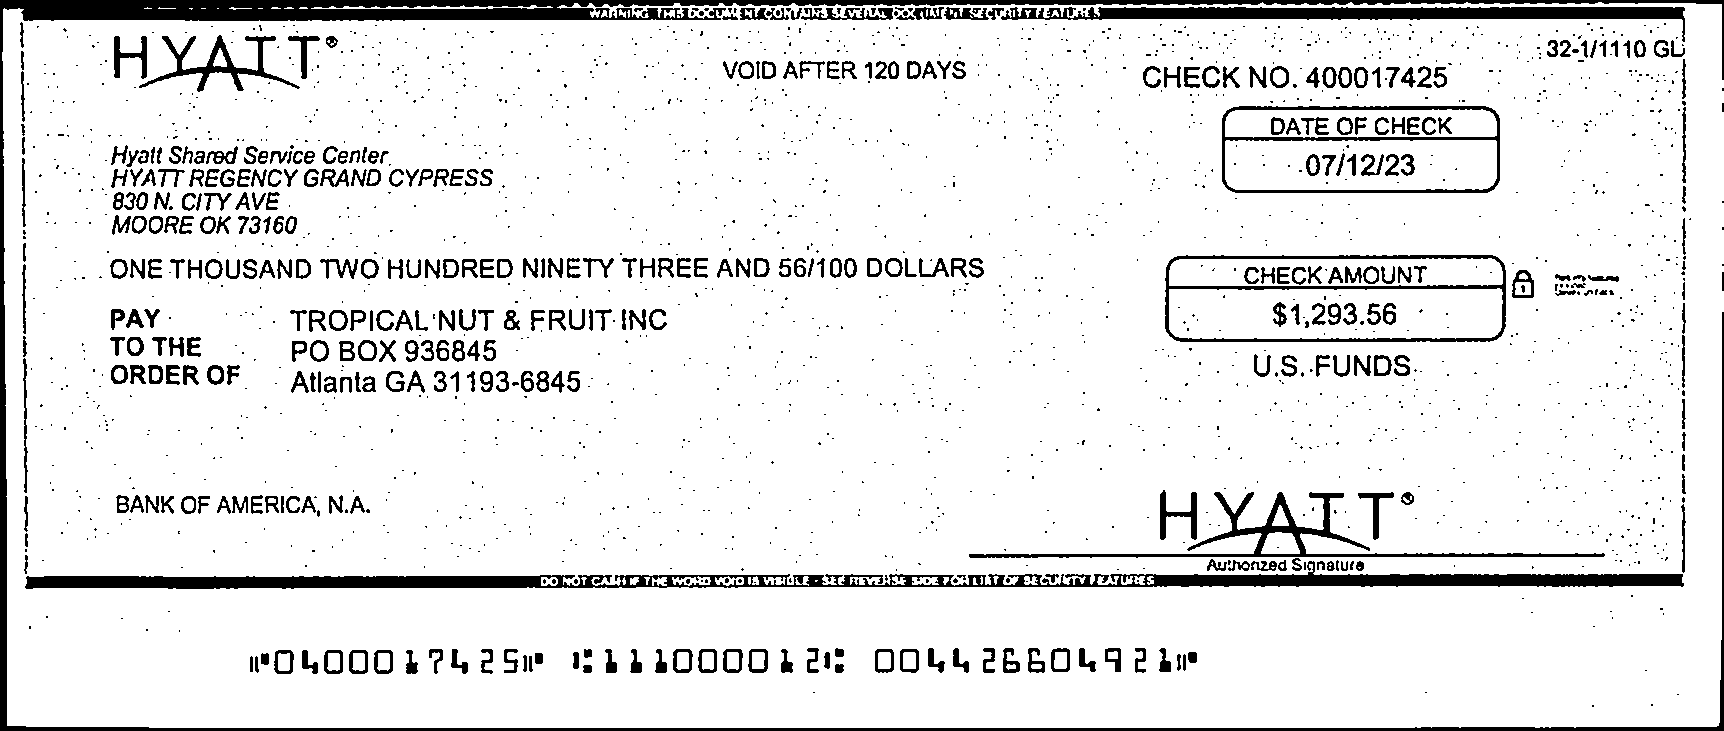 WARNING: THIS DOCUMENT CONTAINS SEVERAL DOCUMENT SECURITY FEATURES
HYATT®
VOID AFTER 120 DAYS
32-1/1110 GL
CHECK NO. 400017425
DATE OF CHECK
07/12/23
Hyatt Shared Service Center
HYATT REGENCY GRAND CYPRESS
830 N. CITY AVE
MOORE OK 73160
ONE THOUSAND TWO HUNDRED NINETY THREE AND 56/100 DOLLARS
CHECK AMOUNT
$1,293.56
U.S. FUNDS
PAY
TO THE
ORDER OF
TROPICAL NUT & FRUIT INC
PO BOX 936845
Atlanta GA 31193-6845
BANK OF AMERICA, N.A.
HYATT®
Authorized Signature
DO NOT CASH IF THE WORD VOID IS VISIBLE - SEE REVERSE SIDE FOR LIST OF SECURITY FEATURES
⑈0400017425⑈ ⑆111000012⑆ 004426604921⑈